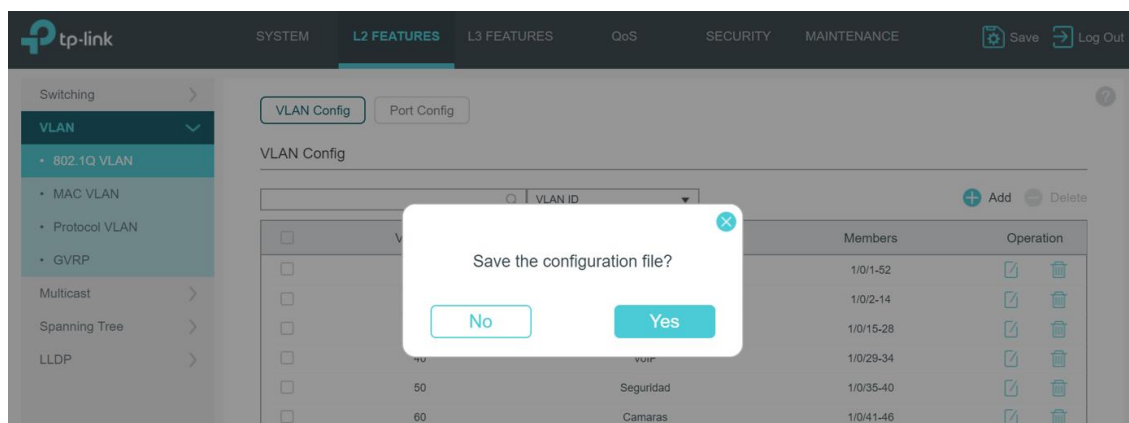 tp-link SYSTEM L2 FEATURES L3 FEATURES QoS SECURITY MAINTENANCE Save Log Out
Switching
VLAN Config Port Config ?
VLAN
VLAN Config
• 802.1Q VLAN
• MAC VLAN
VLAN ID Add Delete
• Protocol VLAN
Members Operation
• GVRP
Save the configuration file?
1/0/1-52
Multicast
1/0/2-14
No Yes
Spanning Tree
1/0/15-28
LLDP
40 VoIP 1/0/29-34
50 Seguridad 1/0/35-40
60 Camaras 1/0/41-46